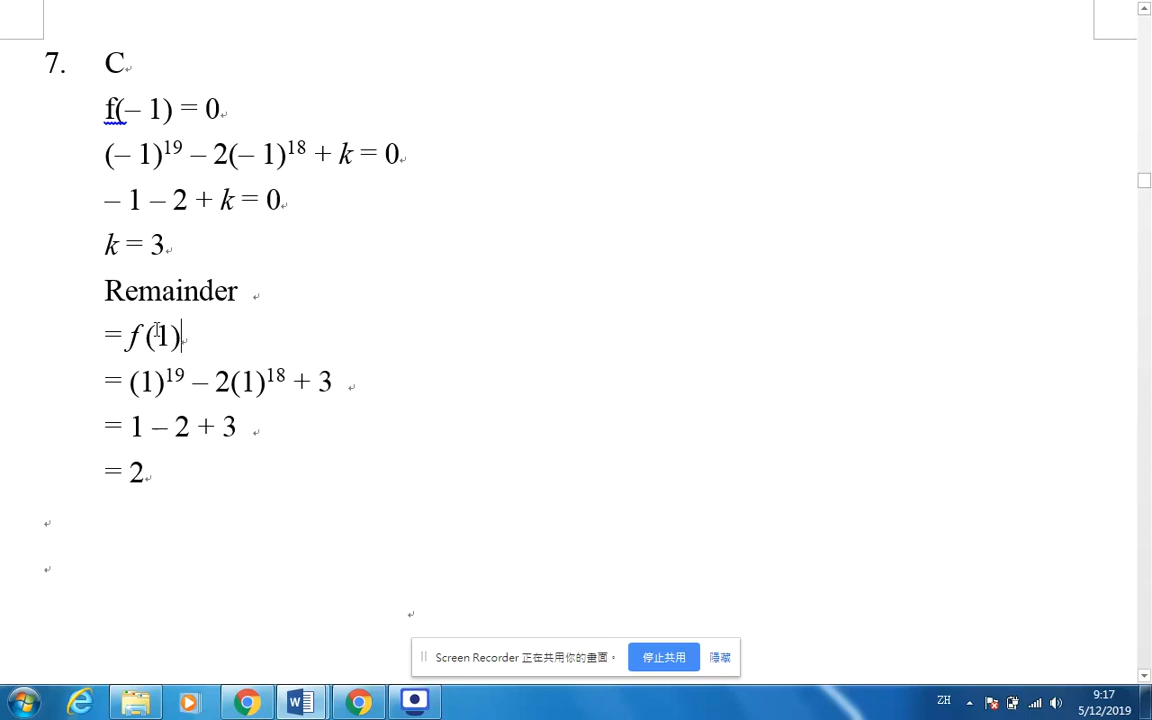 7. C
f(– 1) = 0
(– 1)¹⁹ – 2(– 1)¹⁸ + k = 0
– 1 – 2 + k = 0
k = 3
Remainder
= f (1)
= (1)¹⁹ – 2(1)¹⁸ + 3
= 1 – 2 + 3
= 2
Screen Recorder 正在共用你的畫面。 停止共用 隱藏
ZH 9:17
5/12/2019